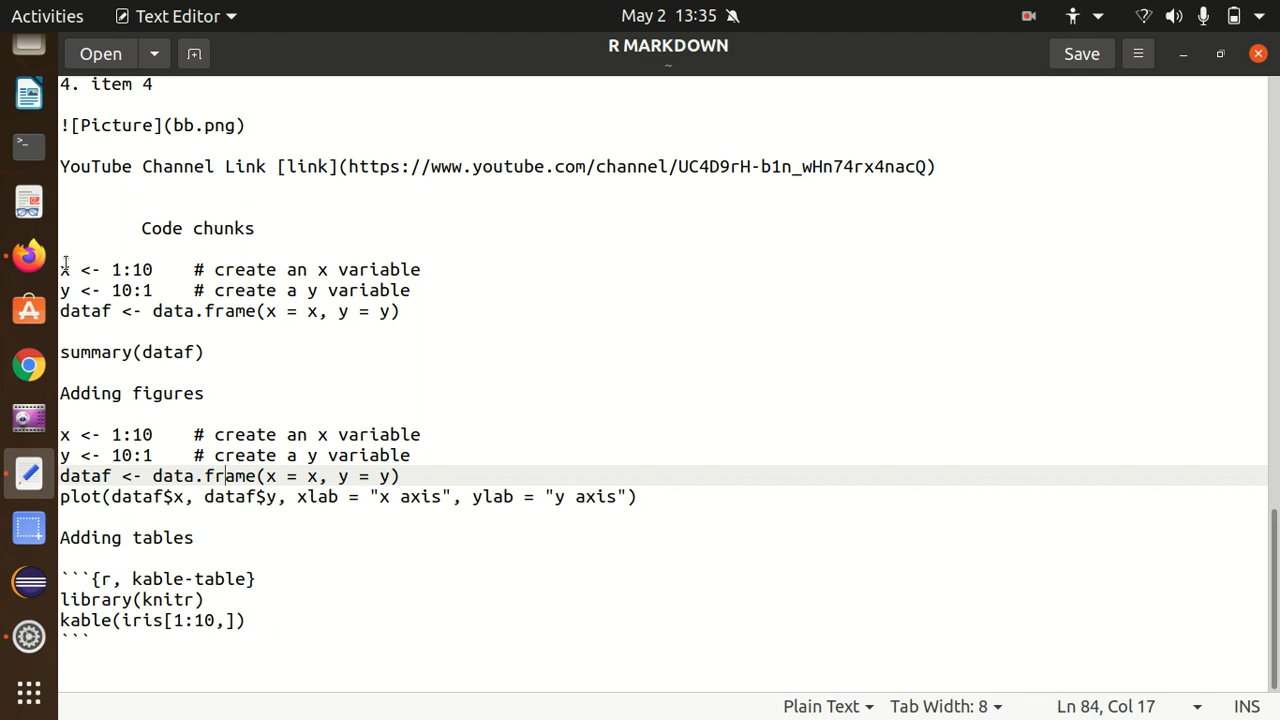 Activities Text Editor May 2 13:35
Open R MARKDOWN Save
~
4. item 4
![Picture](bb.png)
YouTube Channel Link [link](https://www.youtube.com/channel/UC4D9rH-b1n_wHn74rx4nacQ)
Code chunks
x <- 1:10    # create an x variable
y <- 10:1    # create a y variable
dataf <- data.frame(x = x, y = y)
summary(dataf)
Adding figures
x <- 1:10    # create an x variable
y <- 10:1    # create a y variable
dataf <- data.frame(x = x, y = y)
plot(dataf$x, dataf$y, xlab = "x axis", ylab = "y axis")
Adding tables
```{r, kable-table}
library(knitr)
kable(iris[1:10,])
```
Plain Text Tab Width: 8 Ln 84, Col 17 INS